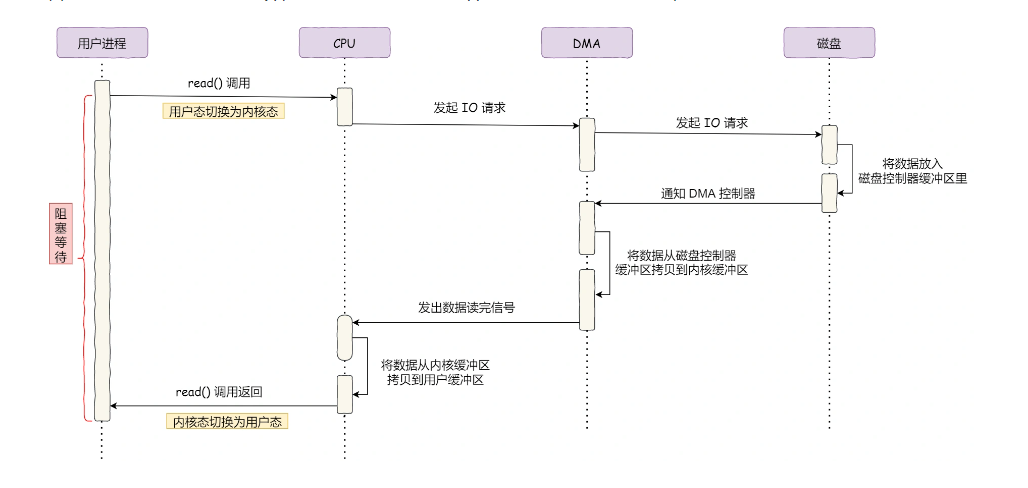 用户进程
CPU
DMA
磁盘
read() 调用
用户态切换为内核态
发起 IO 请求
发起 IO 请求
将数据放入
磁盘控制器缓冲区里
通知 DMA 控制器
阻
塞
等
待
将数据从磁盘控制器
缓冲区拷贝到内核缓冲区
发出数据读完信号
将数据从内核缓冲区
拷贝到用户缓冲区
read() 调用返回
内核态切换为用户态